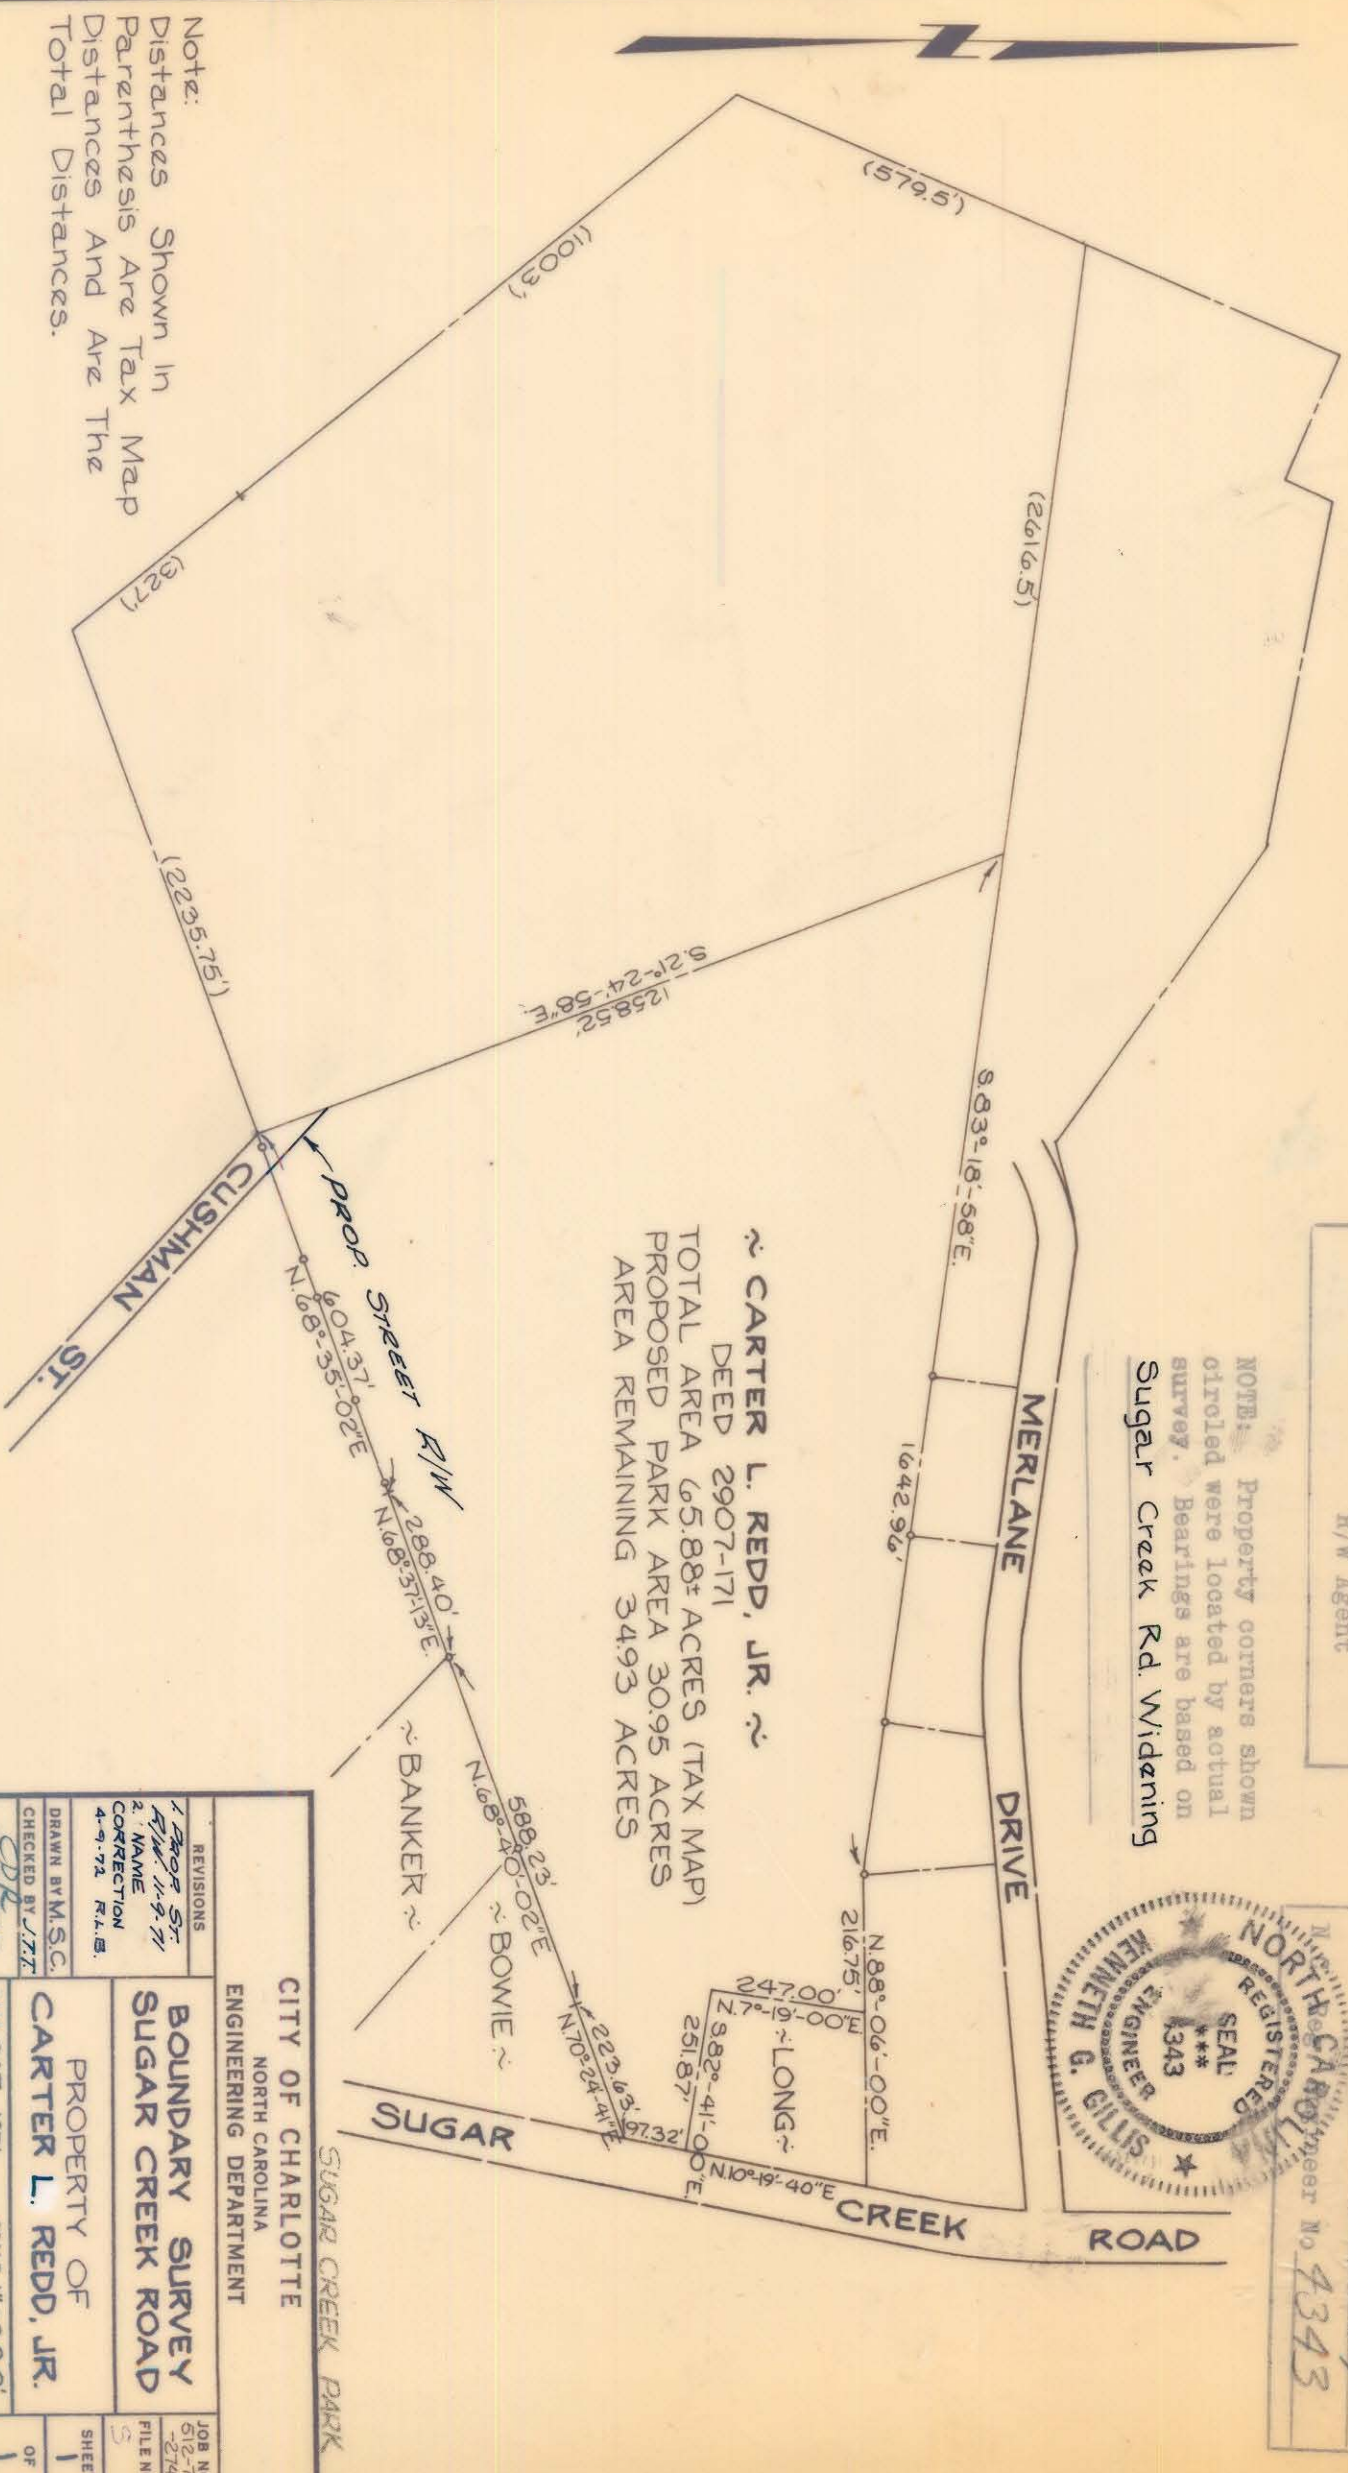 R/W Agent
N.C. Registered Engineer No 4343
NORTH CAROLINA
REGISTERED
SEAL
4343
ENGINEER
KENNETH G. GILLIS
NOTE: Property corners shown
circled were located by actual
survey. Bearings are based on
Sugar Creek Rd. Widening
(579.5')
(1003')
(327')
(2616.5')
S.83°-18'-58"E.
1642.96'
MERLANE DRIVE
N.88°-06'-00"E.
216.75'
247.00'
N.7°-19'-00"E
~LONG~
S.82°-41'-00"E.
251.87'
N.10°-19'-40"E
97.32'
SUGAR CREEK ROAD
~ CARTER L. REDD, JR. ~
DEED 2907-171
TOTAL AREA 65.88± ACRES (TAX MAP)
PROPOSED PARK AREA 30.95 ACRES
AREA REMAINING 34.93 ACRES
S.21°-24'-58"E.
1258.52'
(2235.75')
PROP. STREET R/W
CUSHMAN ST.
604.37'
N.68°-35'-02"E
288.40'
N.68°-37'-13"E.
588.23'
N.68°-40'-02"E
223.63'
N.70°-24'-41"E
~ BANKER ~
~ BOWIE ~
Note:
Distances Shown In
Parenthesis Are Tax Map
Distances And Are The
Total Distances.
SUGAR CREEK PARK
CITY OF CHARLOTTE
NORTH CAROLINA
ENGINEERING DEPARTMENT
REVISIONS
1. PROP. ST.
R/W. 11-9-71
2. NAME
CORRECTION
4-9-72 R.L.B.
DRAWN BY M.S.C.
CHECKED BY J.T.T.
BOUNDARY SURVEY
SUGAR CREEK ROAD
PROPERTY OF
CARTER L. REDD, JR.
JOB N
FILE N
S
SHEE
1
OF
1